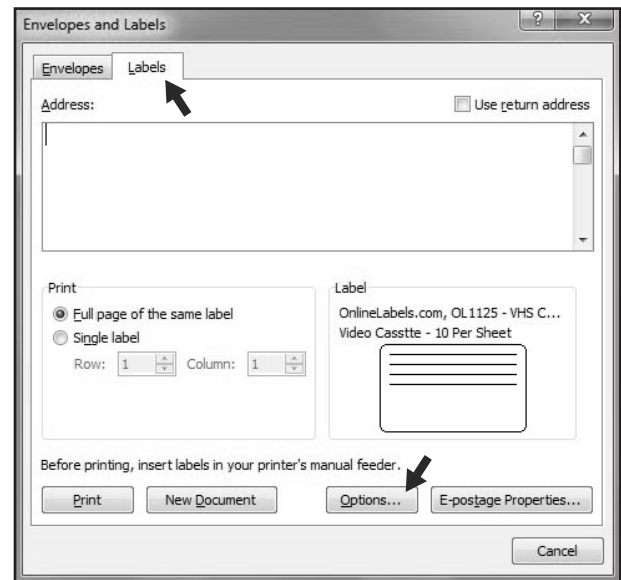 Envelopes and Labels
?
X
Envelopes
Labels
Address:
Use return address
Print
Full page of the same label
Single label
Row: 1 Column: 1
Label
OnlineLabels.com, OL1125 - VHS C...
Video Casstte - 10 Per Sheet
Before printing, insert labels in your printer's manual feeder.
Print
New Document
Options...
E-postage Properties...
Cancel